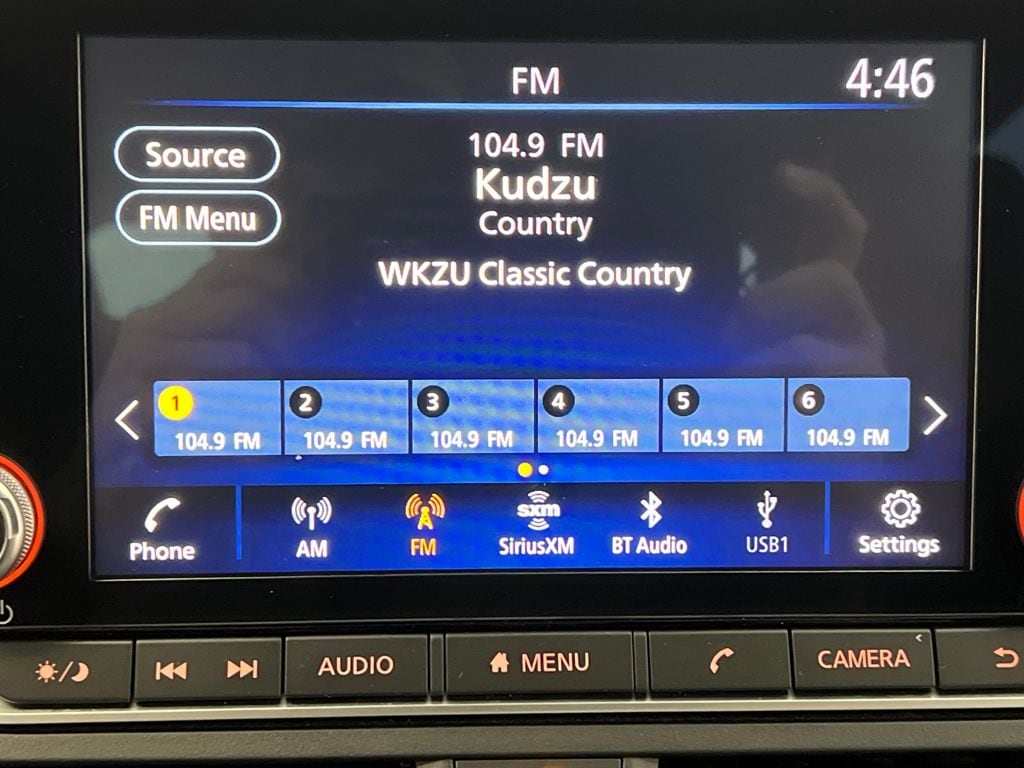 FM
4:46
Source
104.9 FM
Kudzu
FM Menu
Country
WKZU Classic Country
1 2 3 4 5 6
104.9 FM 104.9 FM 104.9 FM 104.9 FM 104.9 FM 104.9 FM
sxm
Phone AM FM SiriusXM BT Audio USB1 Settings
AUDIO MENU CAMERA